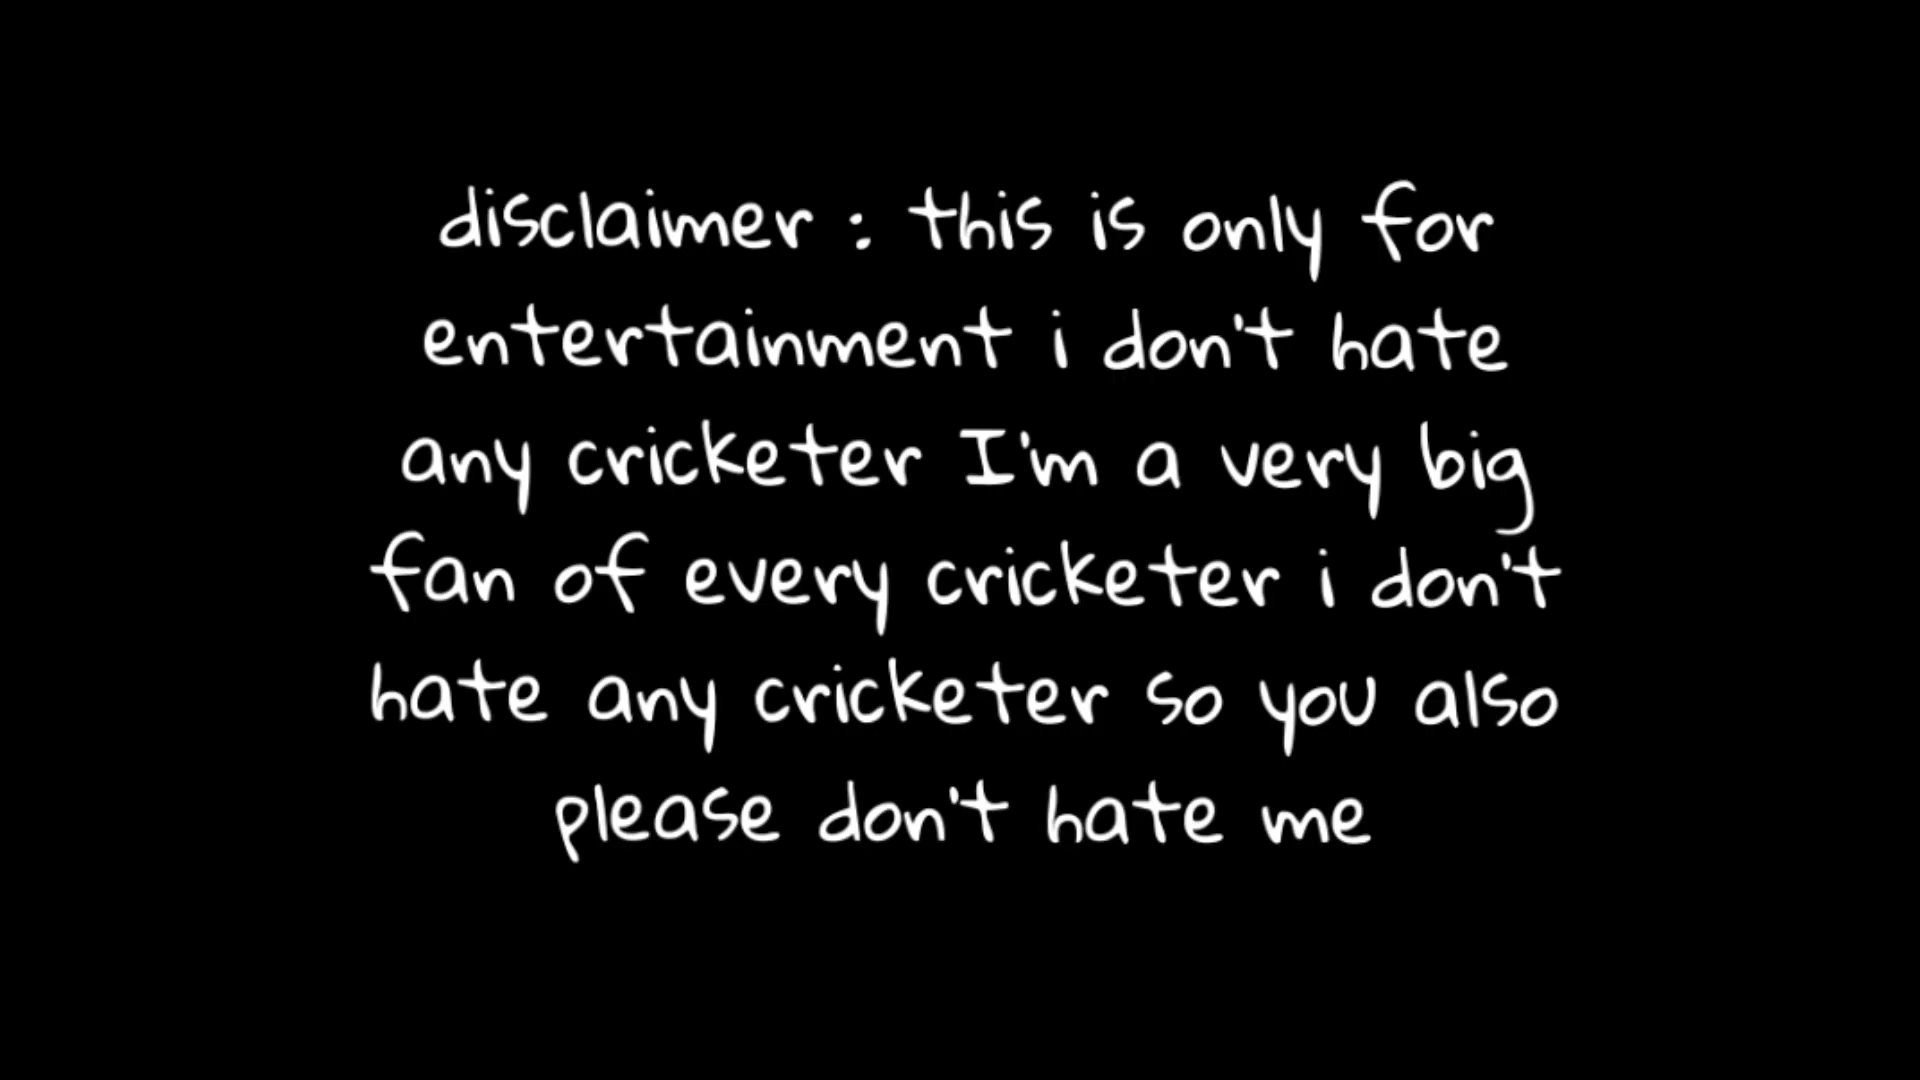 disclaimer : this is only for
entertainment i don't hate
any cricketer I'm a very big
fan of every cricketer i don't
hate any cricketer so you also
please don't hate me